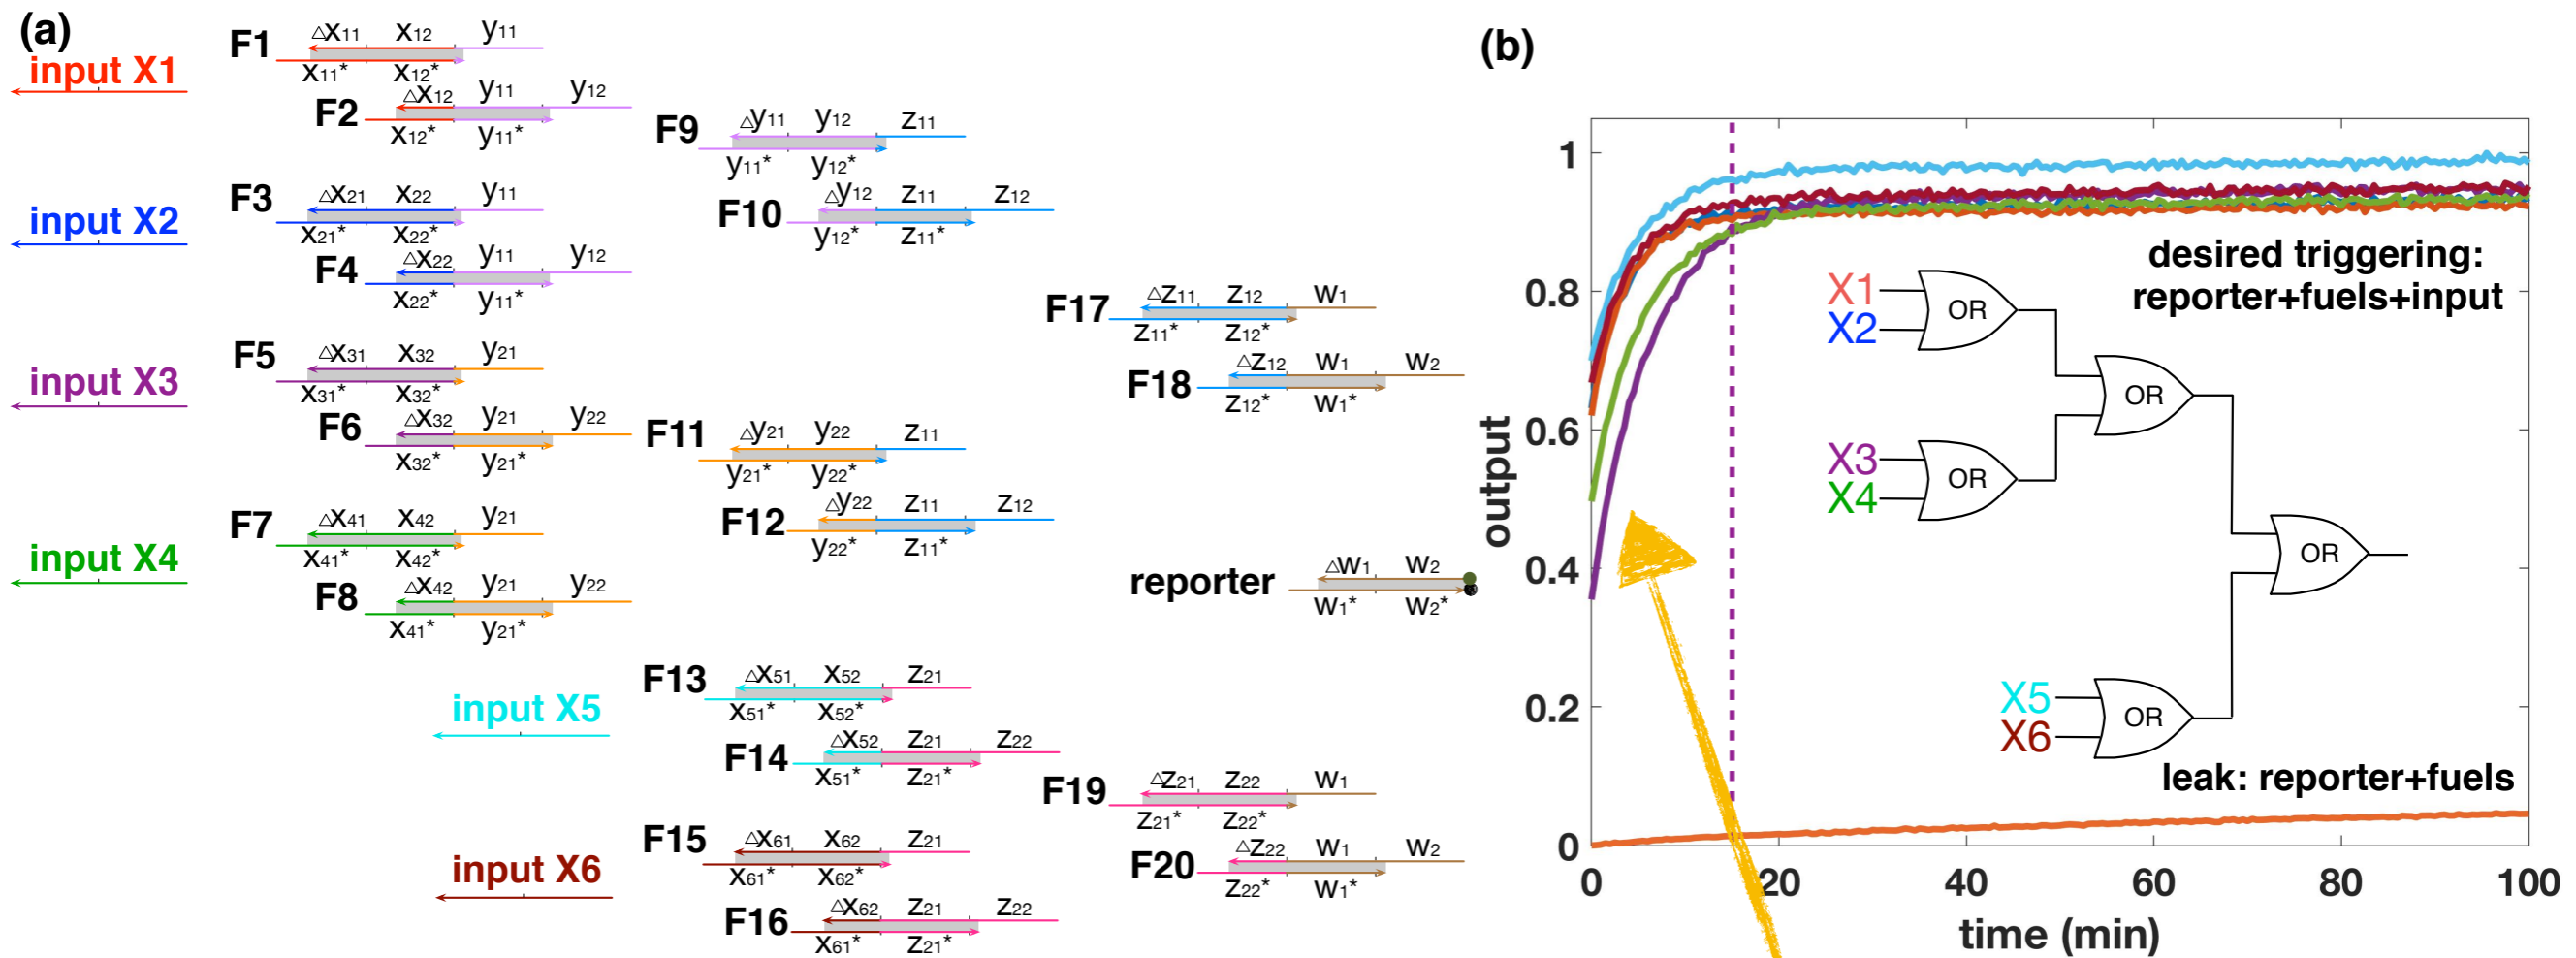 (a)
input X1
F1
△x11 x12 y11
x11* x12*
F2
△x12 y11 y12
x12* y11*
F9
△y11 y12 z11
y11* y12*
F10
△y12 z11 z12
y12* z11*
input X2
F3
△x21 x22 y11
x21* x22*
F4
△x22 y11 y12
x22* y11*
F17
△z11 z12 w1
z11* z12*
F18
△z12 w1 w2
z12* w1*
input X3
F5
△x31 x32 y21
x31* x32*
F6
△x32 y21 y22
x32* y21*
F11
△y21 y22 z11
y21* y22*
F12
△y22 z11 z12
y22* z11*
input X4
F7
△x41 x42 y21
x41* x42*
F8
△x42 y21 y22
x41* y21*
reporter
△w1 w2
w1* w2*
input X5
F13
△x51 x52 z21
x51* x52*
F14
△x52 z21 z22
x51* z21*
F19
△z21 z22 w1
z21* z22*
F20
△z22 w1 w2
z22* w1*
input X6
F15
△x61 x62 z21
x61* x62*
F16
△x62 z21 z22
x61* z21*
(b)
output
1
0.8
0.6
0.4
0.2
0
0 20 40 60 80 100
time (min)
desired triggering:
reporter+fuels+input
X1
X2
OR
OR
X3
X4
OR
OR
X5
X6
OR
leak: reporter+fuels